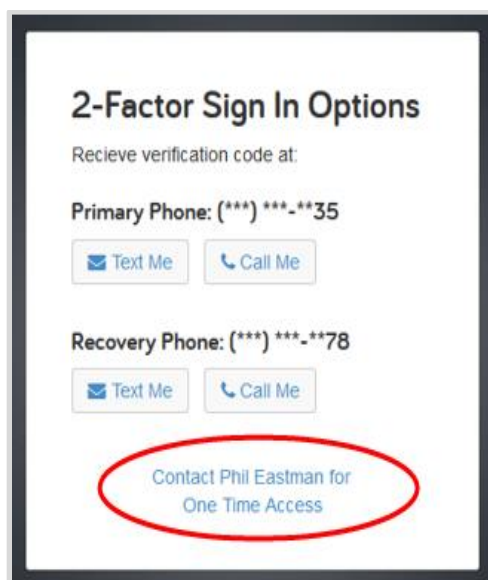 2-Factor Sign In Options
Recieve verification code at:
Primary Phone: (***) ***-**35
Text Me
Call Me
Recovery Phone: (***) ***-**78
Text Me
Call Me
Contact Phil Eastman for
One Time Access